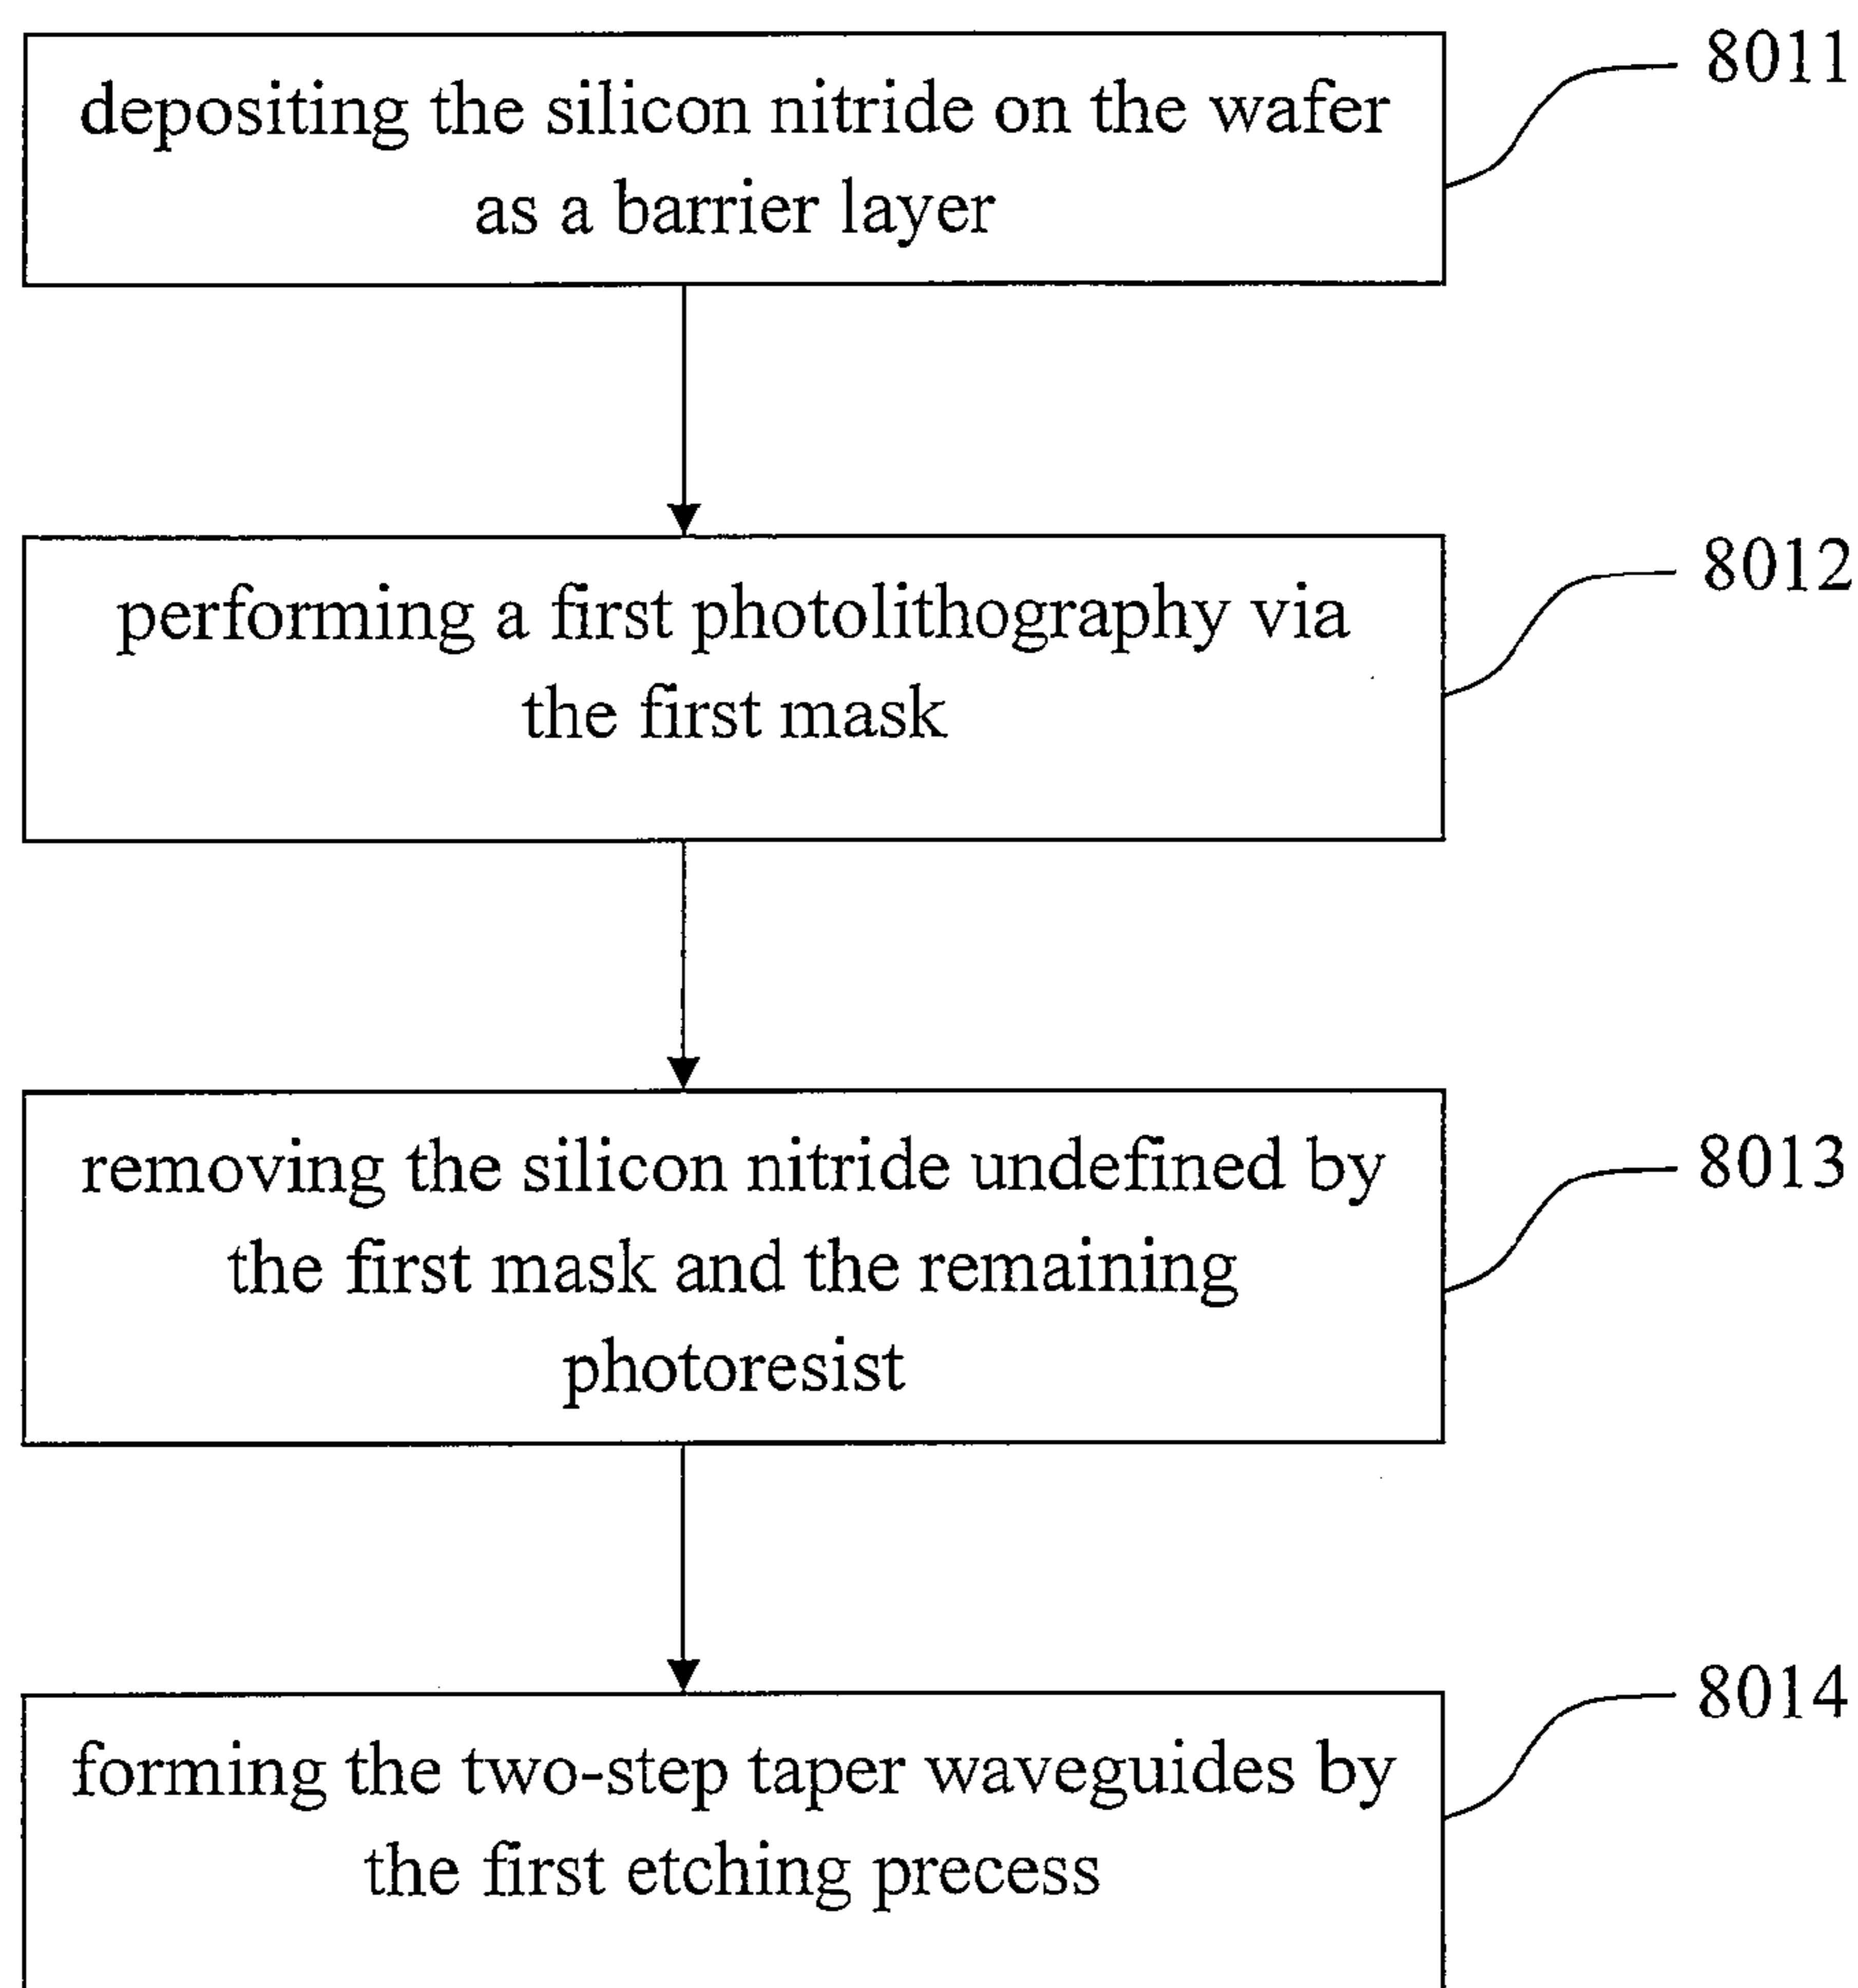 depositing the silicon nitride on the wafer
as a barrier layer
8011
performing a first photolithography via
the first mask
8012
removing the silicon nitride undefined by
the first mask and the remaining
photoresist
8013
forming the two-step taper waveguides by
the first etching precess
8014